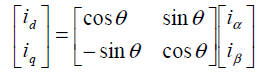 [i_d; i_q] = [cos θ  sin θ; −sin θ  cos θ] [i_α; i_β]